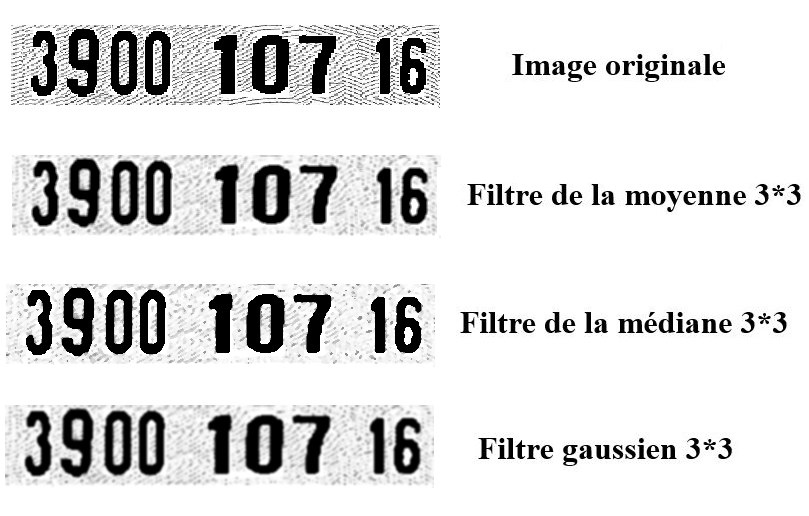 3900 107 16 Image originale
3900 107 16 Filtre de la moyenne 3*3
3900 107 16 Filtre de la médiane 3*3
3900 107 16 Filtre gaussien 3*3